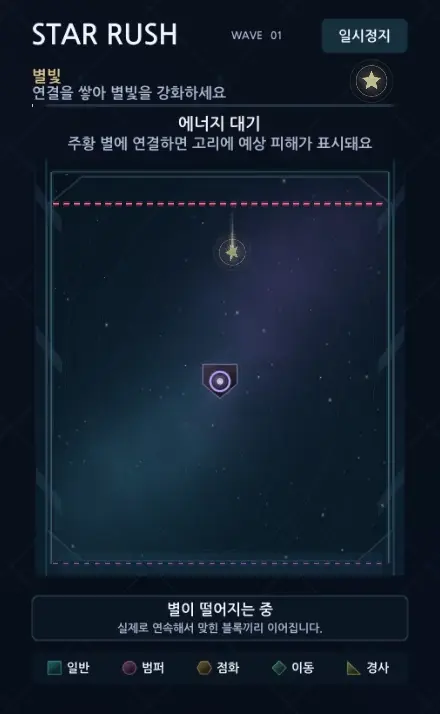 STAR RUSH
WAVE 01
일시정지
별빛
연결을 쌓아 별빛을 강화하세요
에너지 대기
주황 별에 연결하면 고리에 예상 피해가 표시돼요
별이 떨어지는 중
실제로 연속해서 맞힌 블록끼리 이어집니다.
일반
범퍼
점화
이동
경사